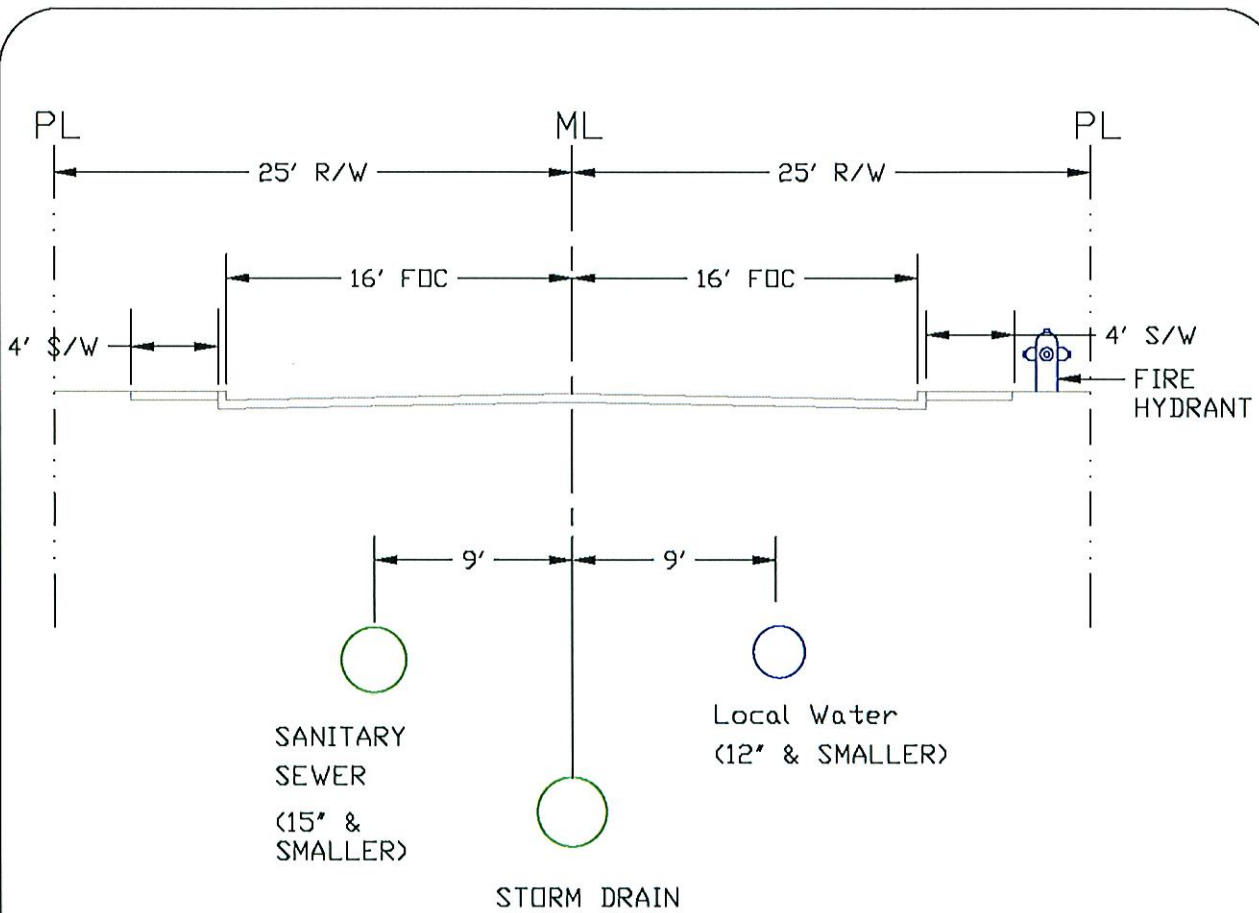 PL
ML
PL
25' R/W
25' R/W
16' FOC
16' FOC
4' S/W
4' S/W
FIRE
HYDRANT
9'
9'
SANITARY
SEWER
(15" &
SMALLER)
Local Water
(12" & SMALLER)
STORM DRAIN